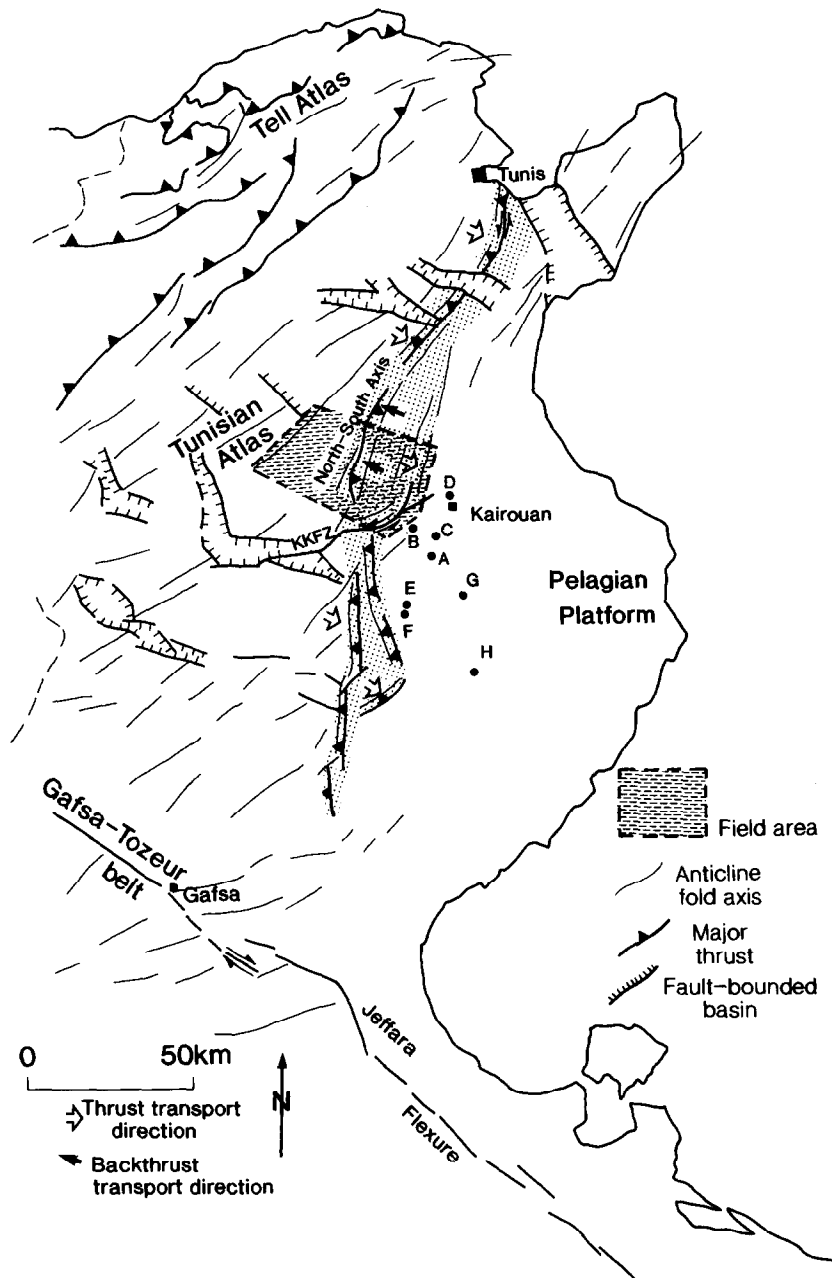 Tell Atlas
Tunis
North-South Axis
Tunisian
Atlas
D
Kairouan
KKFZ
B
C
A
G
E
F
Pelagian
Platform
H
Gafsa-Tozeur
belt
Gafsa
Field area
Anticline
fold axis
Major
thrust
Fault-bounded
basin
Jeffara
Flexure
0 50km
N
Thrust transport
direction
Backthrust
transport direction